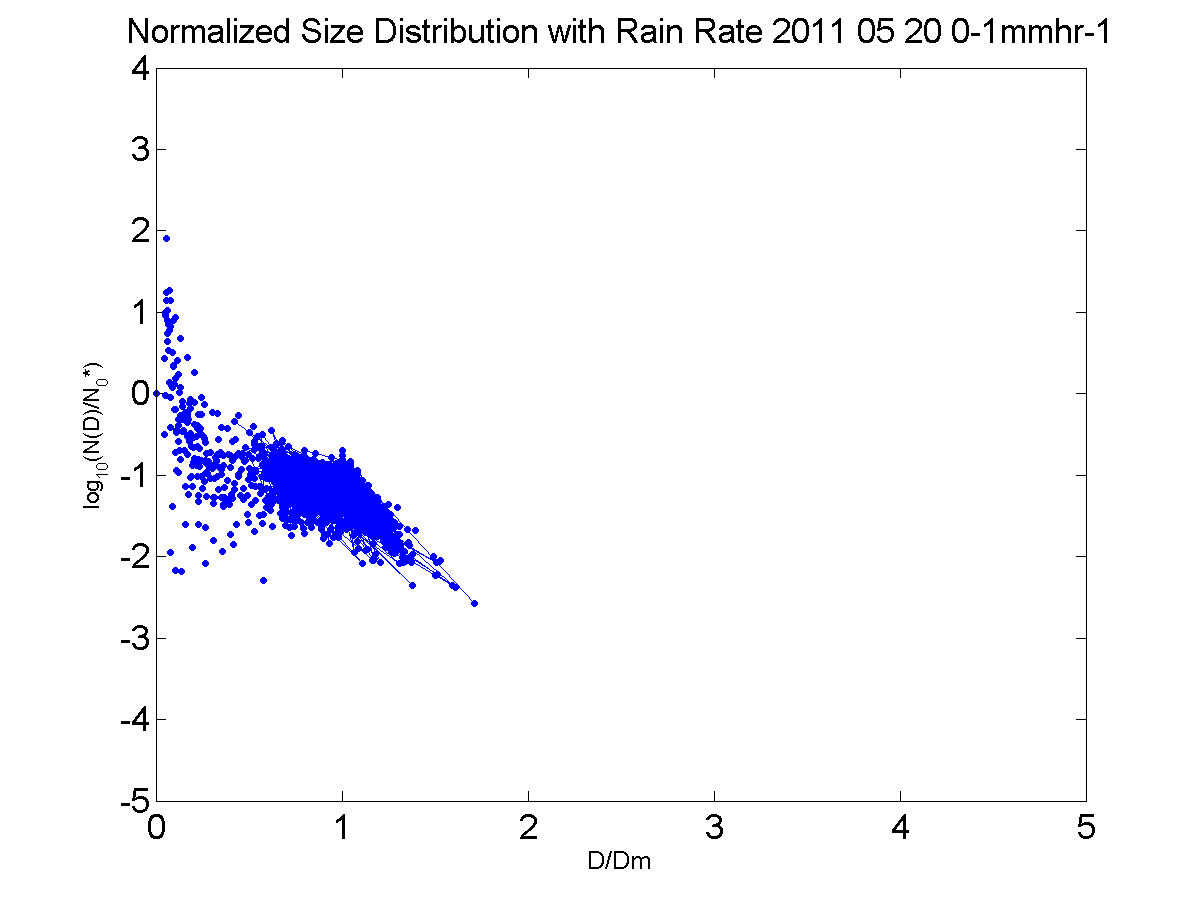 Normalized Size Distribution with Rain Rate 2011 05 20 0-1mmhr-1
4
3
2
1
0
-1
-2
-3
-4
-5
log10(N(D)/N0*)
0 1 2 3 4 5
D/Dm